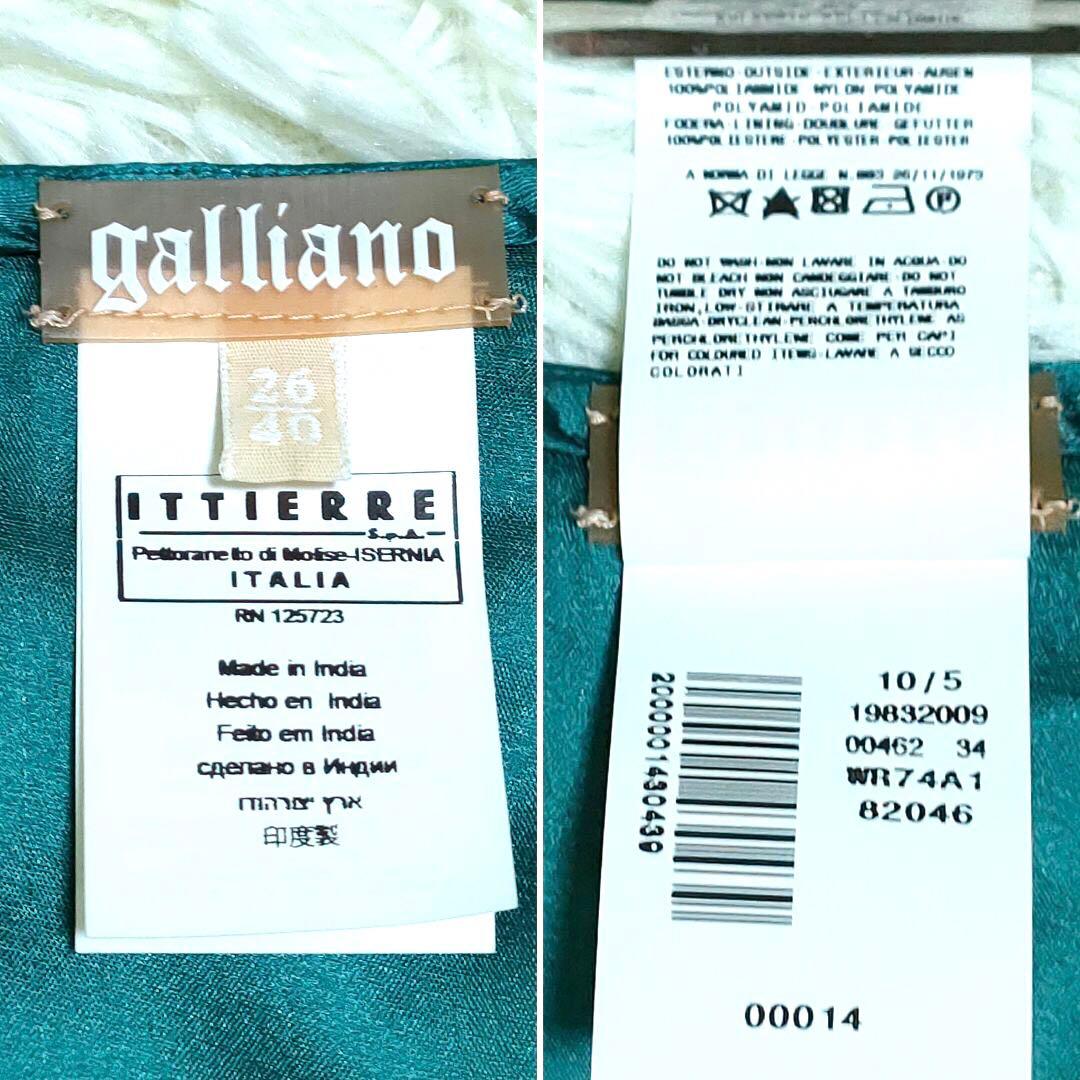 galliano
26
40
ITTIERRE
S.p.A.
Pettoranello di Molise-ISERNIA
ITALIA
RN 125723
Made in India
Hecho en India
Feito em India
сделано в Индии
ארץ יצור הודו
印度製
ESTERNO-OUTSIDE-EXTERIEUR-AUSEN
100%POLIAMMIDE NYLON POLYAMIDE
POLYAMID POLIAMIDE
FODERA-LINING-DOUBLURE GEFUTTER
100%POLIESTERE-POLYESTER POLYESTER
A NORMA DI LEGGE N.883 26/11/1973
P
DO NOT WASH-NON LAVARE IN ACQUA-DO
NOT BLEACH NON CANDEGGIARE-DO NOT
TUMBLE DRY NON ASCIUGARE A TAMBURO
IRON,LOW-STIRARE A TEMPERATURA
BASSA-DRYCLEAN-PERCHLORETHYLENE AS
PERCHLORETHYLENE COME PER CAPI
FOR COLOURED ITEMS-LAVARE A SECCO
COLORATI
2000001430439
10/5
19832009
00462 34
WR74A1
82046
00014